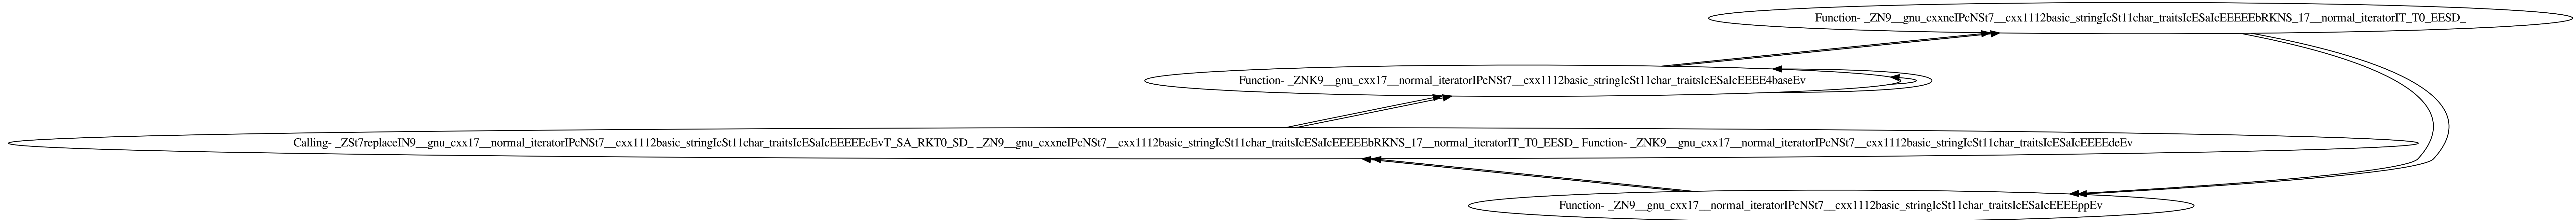 Function- _ZN9__gnu_cxxneIPcNSt7__cxx1112basic_stringIcSt11char_traitsIcESaIcEEEEEbRKNS_17__normal_iteratorIT_T0_EESD_
Function- _ZNK9__gnu_cxx17__normal_iteratorIPcNSt7__cxx1112basic_stringIcSt11char_traitsIcESaIcEEEE4baseEv
Calling- _ZSt7replaceIN9__gnu_cxx17__normal_iteratorIPcNSt7__cxx1112basic_stringIcSt11char_traitsIcESaIcEEEEEcEvT_SA_RKT0_SD_ _ZN9__gnu_cxxneIPcNSt7__cxx1112basic_stringIcSt11char_traitsIcESaIcEEEEEbRKNS_17__normal_iteratorIT_T0_EESD_ Function- _ZNK9__gnu_cxx17__normal_iteratorIPcNSt7__cxx1112basic_stringIcSt11char_traitsIcESaIcEEEEdeEv
Function- _ZN9__gnu_cxx17__normal_iteratorIPcNSt7__cxx1112basic_stringIcSt11char_traitsIcESaIcEEEEppEv